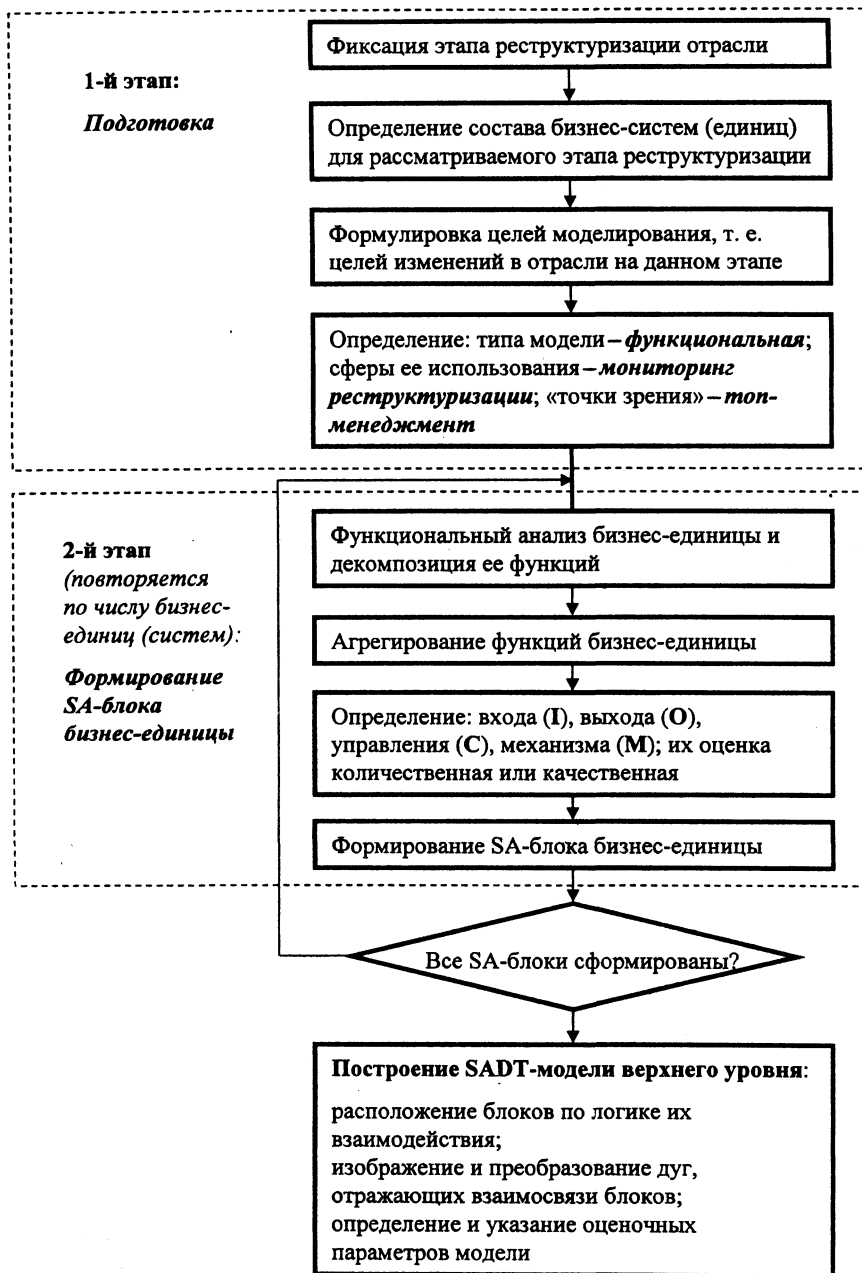 Фиксация этапа реструктуризации отрасли
1-й этап:
Подготовка
Определение состава бизнес-систем (единиц)
для рассматриваемого этапа реструктуризации
Формулировка целей моделирования, т. е.
целей изменений в отрасли на данном этапе
Определение: типа модели – функциональная;
сферы ее использования – мониторинг
реструктуризации; «точки зрения» – топ-
менеджмент
2-й этап
(повторяется
по числу бизнес-
единиц (систем):
Формирование
SA-блока
бизнес-единицы
Функциональный анализ бизнес-единицы и
декомпозиция ее функций
Агрегирование функций бизнес-единицы
Определение: входа (I), выхода (O),
управления (C), механизма (M); их оценка
количественная или качественная
Формирование SA-блока бизнес-единицы
Все SA-блоки сформированы?
Построение SADT-модели верхнего уровня:
расположение блоков по логике их
взаимодействия;
изображение и преобразование дуг,
отражающих взаимосвязи блоков;
определение и указание оценочных
параметров модели